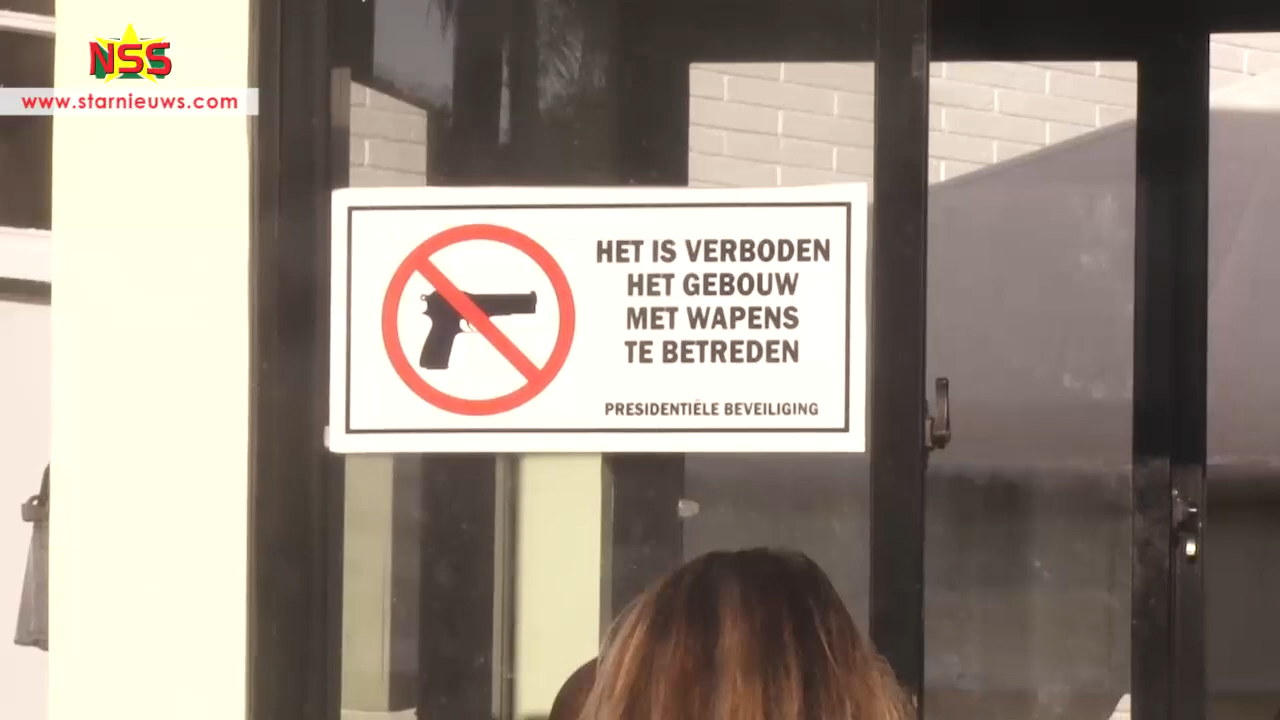 NSS
www.starnieuws.com
HET IS VERBODEN
HET GEBOUW
MET WAPENS
TE BETREDEN
PRESIDENTIËLE BEVEILIGING